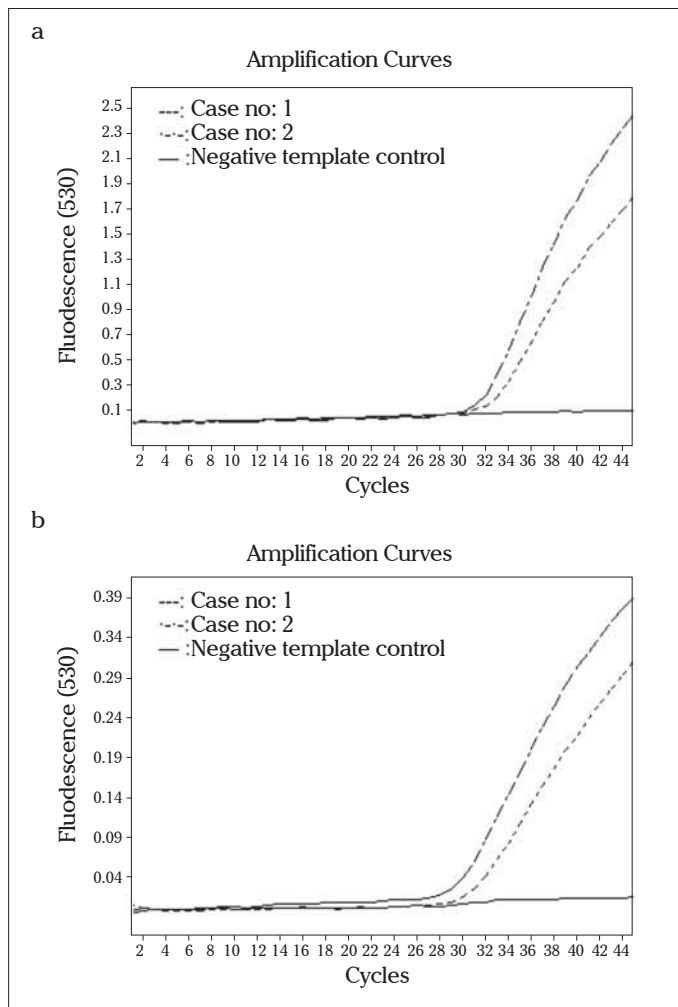 a
Amplification Curves
Case no: 1
Case no: 2
:Negative template control
Fluodescence (530)
2.5
2.3
2.1
1.9
1.7
1.5
1.3
1.1
0.9
0.7
0.5
0.3
0.1
2 4 6 8 10 12 14 16 18 20 22 24 26 28 30 32 34 36 38 40 42 44
Cycles
b
Amplification Curves
Case no: 1
Case no: 2
:Negative template control
Fluodescence (530)
0.39
0.34
0.29
0.24
0.19
0.14
0.09
0.04
2 4 6 8 10 12 14 16 18 20 22 24 26 28 30 32 34 36 38 40 42 44
Cycles